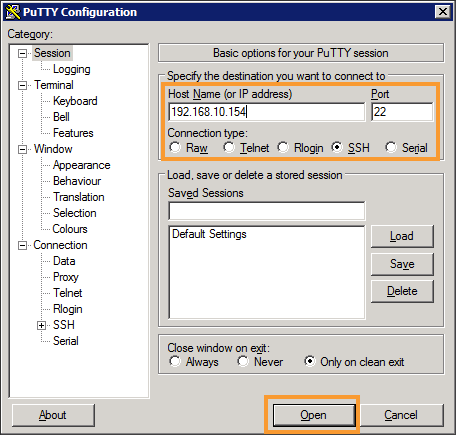 PuTTY Configuration
Category:
Session
Logging
Terminal
Keyboard
Bell
Features
Window
Appearance
Behaviour
Translation
Selection
Colours
Connection
Data
Proxy
Telnet
Rlogin
SSH
Serial
Basic options for your PuTTY session
Specify the destination you want to connect to
Host Name (or IP address) Port
192.168.10.154 22
Connection type:
Raw Telnet Rlogin SSH Serial
Load, save or delete a stored session
Saved Sessions
Default Settings
Load
Save
Delete
Close window on exit:
Always Never Only on clean exit
About Open Cancel